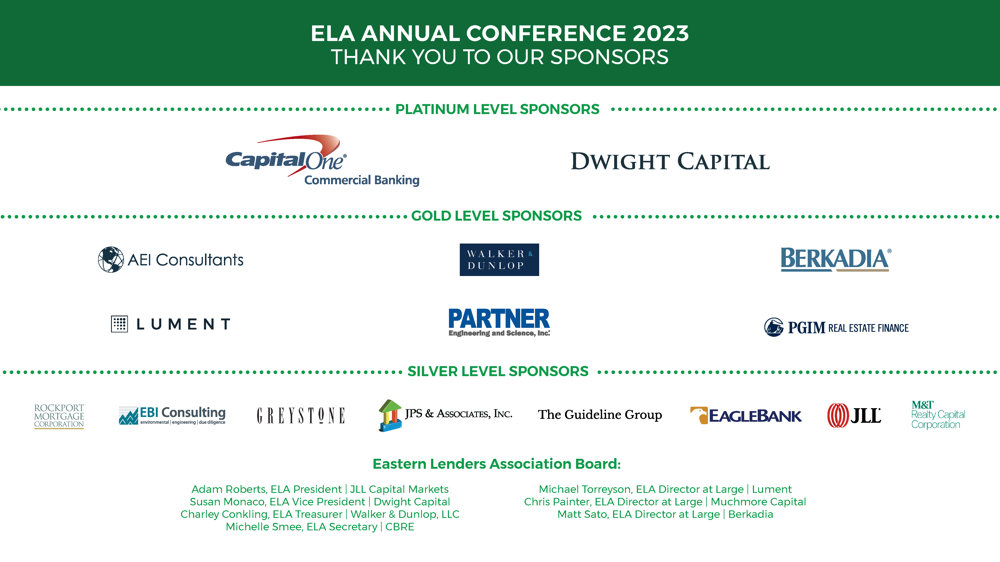 ELA ANNUAL CONFERENCE 2023
THANK YOU TO OUR SPONSORS
PLATINUM LEVEL SPONSORS
CapitalOne®
Commercial Banking
DWIGHT CAPITAL
GOLD LEVEL SPONSORS
AEI Consultants
WALKER &
DUNLOP
BERKADIA®
LUMENT
PARTNER
Engineering and Science, Inc.
PGIM REAL ESTATE FINANCE
SILVER LEVEL SPONSORS
ROCKPORT
MORTGAGE
CORPORATION
EBI Consulting
environmental | engineering | due diligence
GREYSTONE
JPS & ASSOCIATES, INC.
The Guideline Group
EAGLEBANK
JLL
M&T
Realty Capital
Corporation
Eastern Lenders Association Board:
Adam Roberts, ELA President | JLL Capital Markets
Susan Monaco, ELA Vice President | Dwight Capital
Charley Conkling, ELA Treasurer | Walker & Dunlop, LLC
Michelle Smee, ELA Secretary | CBRE
Michael Torreyson, ELA Director at Large | Lument
Chris Painter, ELA Director at Large | Muchmore Capital
Matt Sato, ELA Director at Large | Berkadia